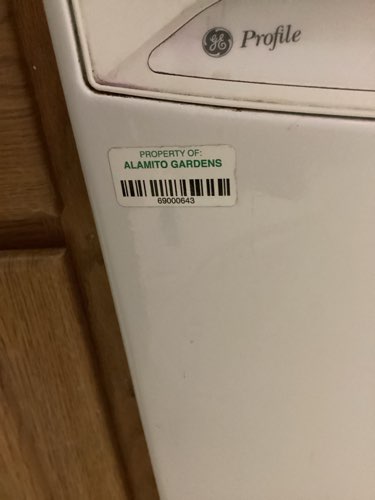 GE Profile
PROPERTY OF:
ALAMITO GARDENS
69000643